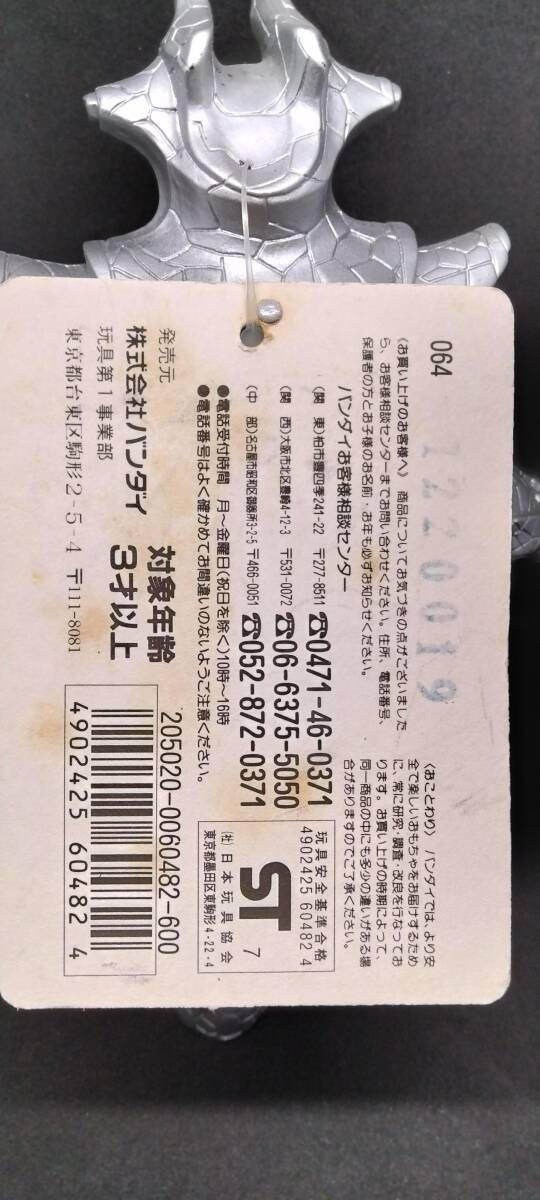 064
1220019
〈お買い上げのお客様へ〉 商品についてお気づきの点がございました
ら、お客様相談センターまでお問い合わせください。住所、電話番号、
保護者の方とお子様のお名前・お年も必ずお知らせください。
バンダイお客様相談センター
(関 東)柏市豊四季241-22 〒277-8511 ☎0471-46-0371
(関 西)大阪市北区豊崎4-12-3 〒531-0072 ☎06-6375-5050
(中 部)名古屋市昭和区御器所3-2-5 〒466-0051 ☎052-872-0371
●電話受付時間 月〜金曜日(祝日を除く)10時〜16時
●電話番号はよく確かめてお間違いのないようご注意ください。
発売元
株式会社バンダイ
玩具第1事業部
東京都台東区駒形2-5-4 〒111-8081
対象年齢
3才以上
〈おことわり〉 バンダイでは、より安
全で楽しいおもちゃをお届けするため
に、常に研究・調査・改良を行なってお
ります。お買い上げの時期によって、
同一商品の中にも多少の違いがある場
合がありますのでご了承ください。
玩具安全基準合格
4902425 60482 4
ST
7
(社)日本玩具協会
東京都墨田区東駒形4-22-4
205020-0060482-600
4902425 60482 4